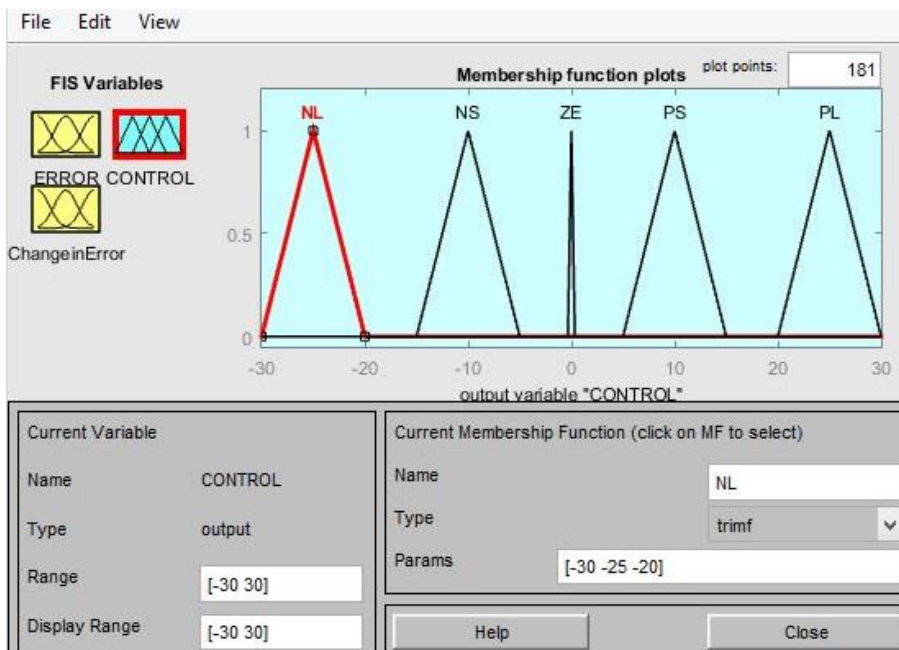 File Edit View
FIS Variables
ERROR CONTROL
ChangeinError
Membership function plots
plot points: 181
NL NS ZE PS PL
1
0.5
0
-30 -20 -10 0 10 20 30
output variable "CONTROL"
Current Variable
Name CONTROL
Type output
Range [-30 30]
Display Range [-30 30]
Current Membership Function (click on MF to select)
Name NL
Type trimf
Params [-30 -25 -20]
Help Close